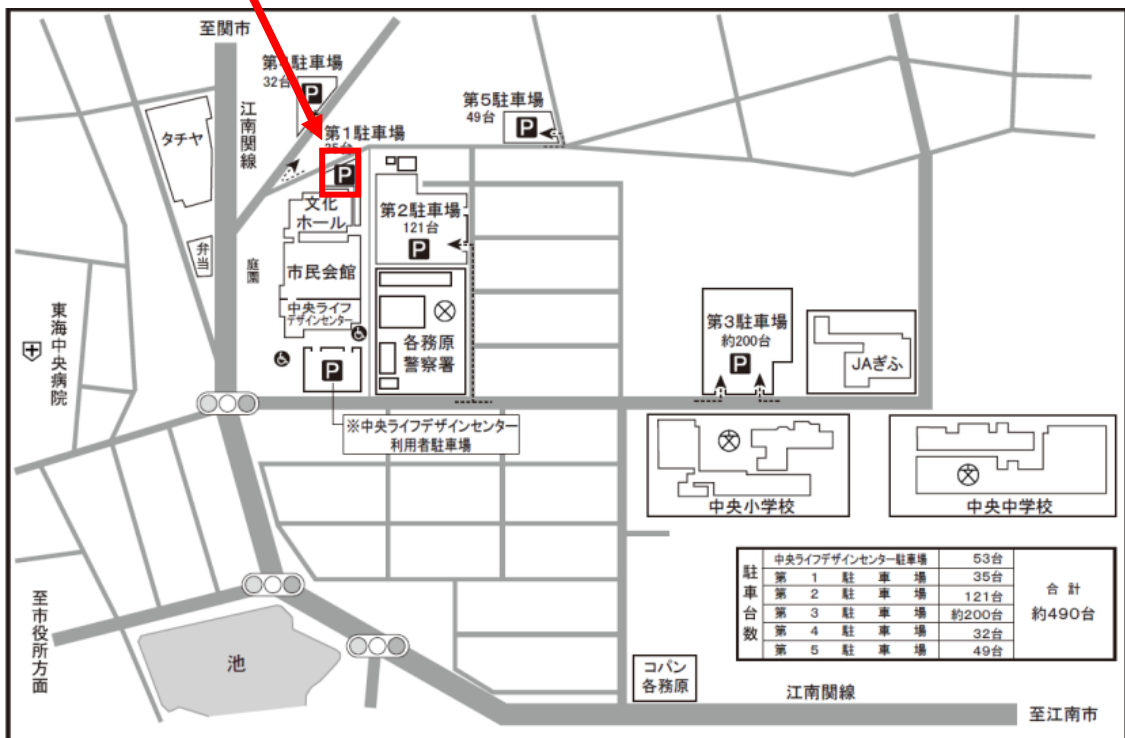 至関市
第4駐車場
32台
P
江南関線
タチヤ
第5駐車場
49台
P
第1駐車場
35台
P
文化
ホール
第2駐車場
121台
P
弁当
庭園
市民会館
中央ライフ
デザインセンター
各務原
警察署
P
第3駐車場
約200台
P
JAぎふ
東海中央病院
※中央ライフデザインセンター
利用者駐車場
文
中央小学校
文
中央中学校
駐車台数
中央ライフデザインセンター駐車場 53台
第1駐車場 35台
第2駐車場 121台
第3駐車場 約200台
第4駐車場 32台
第5駐車場 49台
合計
約490台
至市役所方面
池
コパン
各務原
江南関線
至江南市